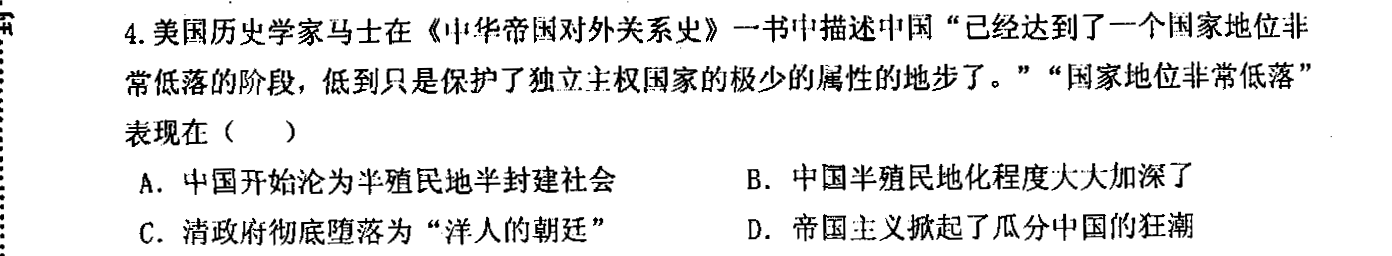 4. 美国历史学家马士在《中华帝国对外关系史》一书中描述中国“已经达到了一个国家地位非
常低落的阶段，低到只是保护了独立主权国家的极少的属性的地步了。”“国家地位非常低落”
表现在（　　）
A. 中国开始沦为半殖民地半封建社会
B. 中国半殖民地化程度大大加深了
C. 清政府彻底堕落为“洋人的朝廷”
D. 帝国主义掀起了瓜分中国的狂潮